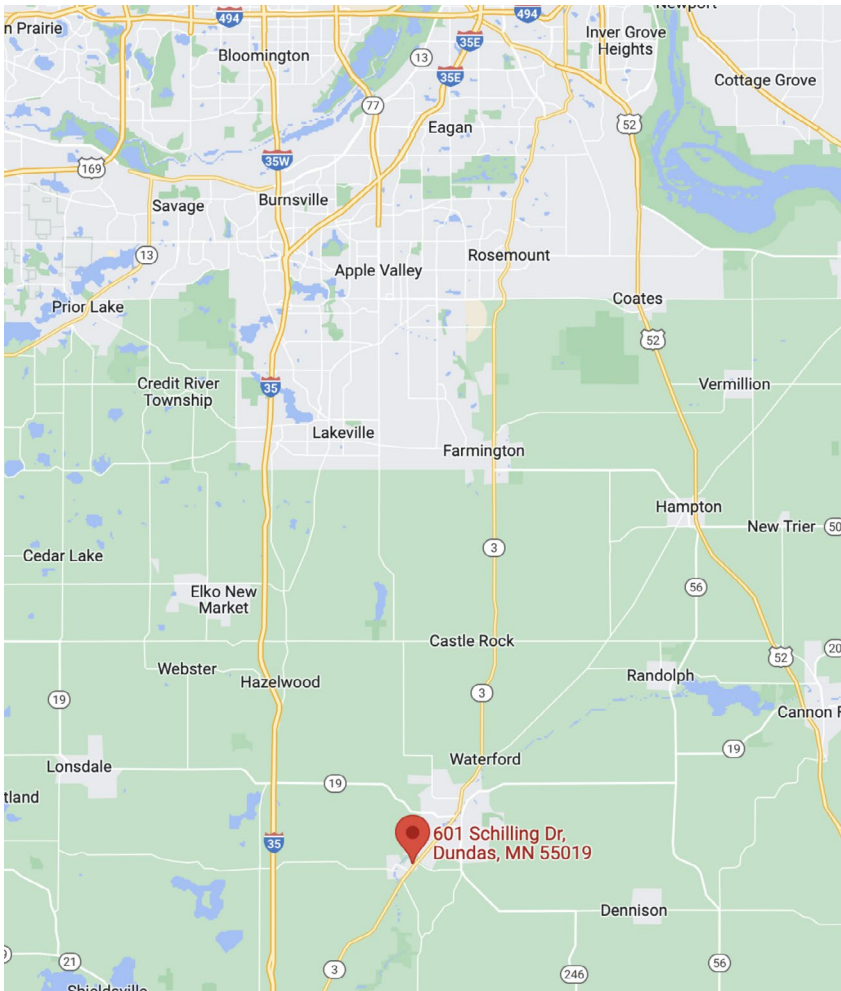 Newport
494
494
n Prairie
35E
Inver Grove
Heights
Bloomington
13
35E
Cottage Grove
77
Eagan
52
35W
169
Burnsville
Savage
13
Rosemount
Apple Valley
Coates
Prior Lake
52
Credit River
Township
35
Vermillion
Lakeville
Farmington
Hampton
New Trier
50
3
Cedar Lake
56
Elko New
Market
Castle Rock
20
52
Webster
Randolph
Hazelwood
3
19
Cannon F
19
Waterford
Lonsdale
19
tland
601 Schilling Dr,
Dundas, MN 55019
35
Dennison
21
3
246
56
Shieldsville